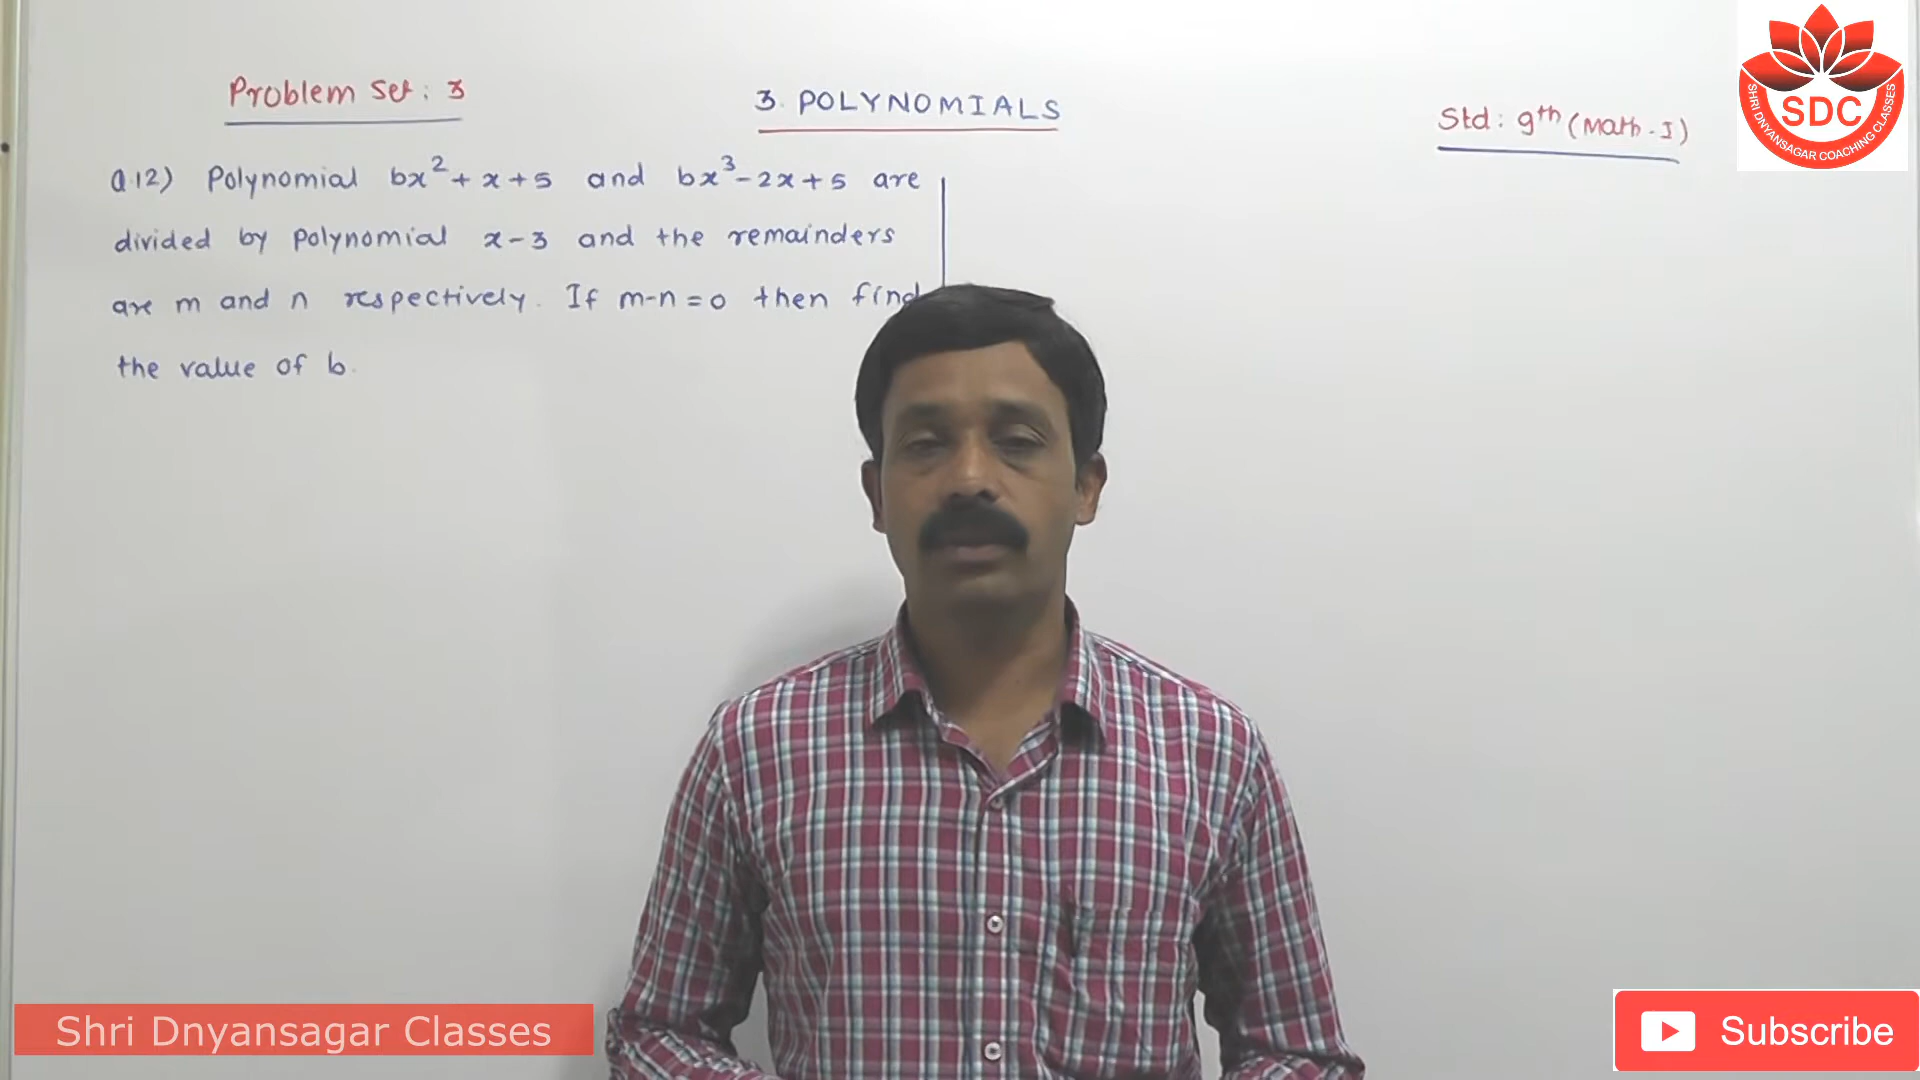 Problem Set: 3
3. POLYNOMIALS
Std: 9th (Math-I)
SDC
SHRI DNYANSAGAR COACHING CLASSES
Q.12) Polynomial bx²+x+5 and bx³-2x+5 are
divided by polynomial x-3 and the remainders
are m and n respectively. If m-n=0 then find
the value of b.
Shri Dnyansagar Classes
Subscribe